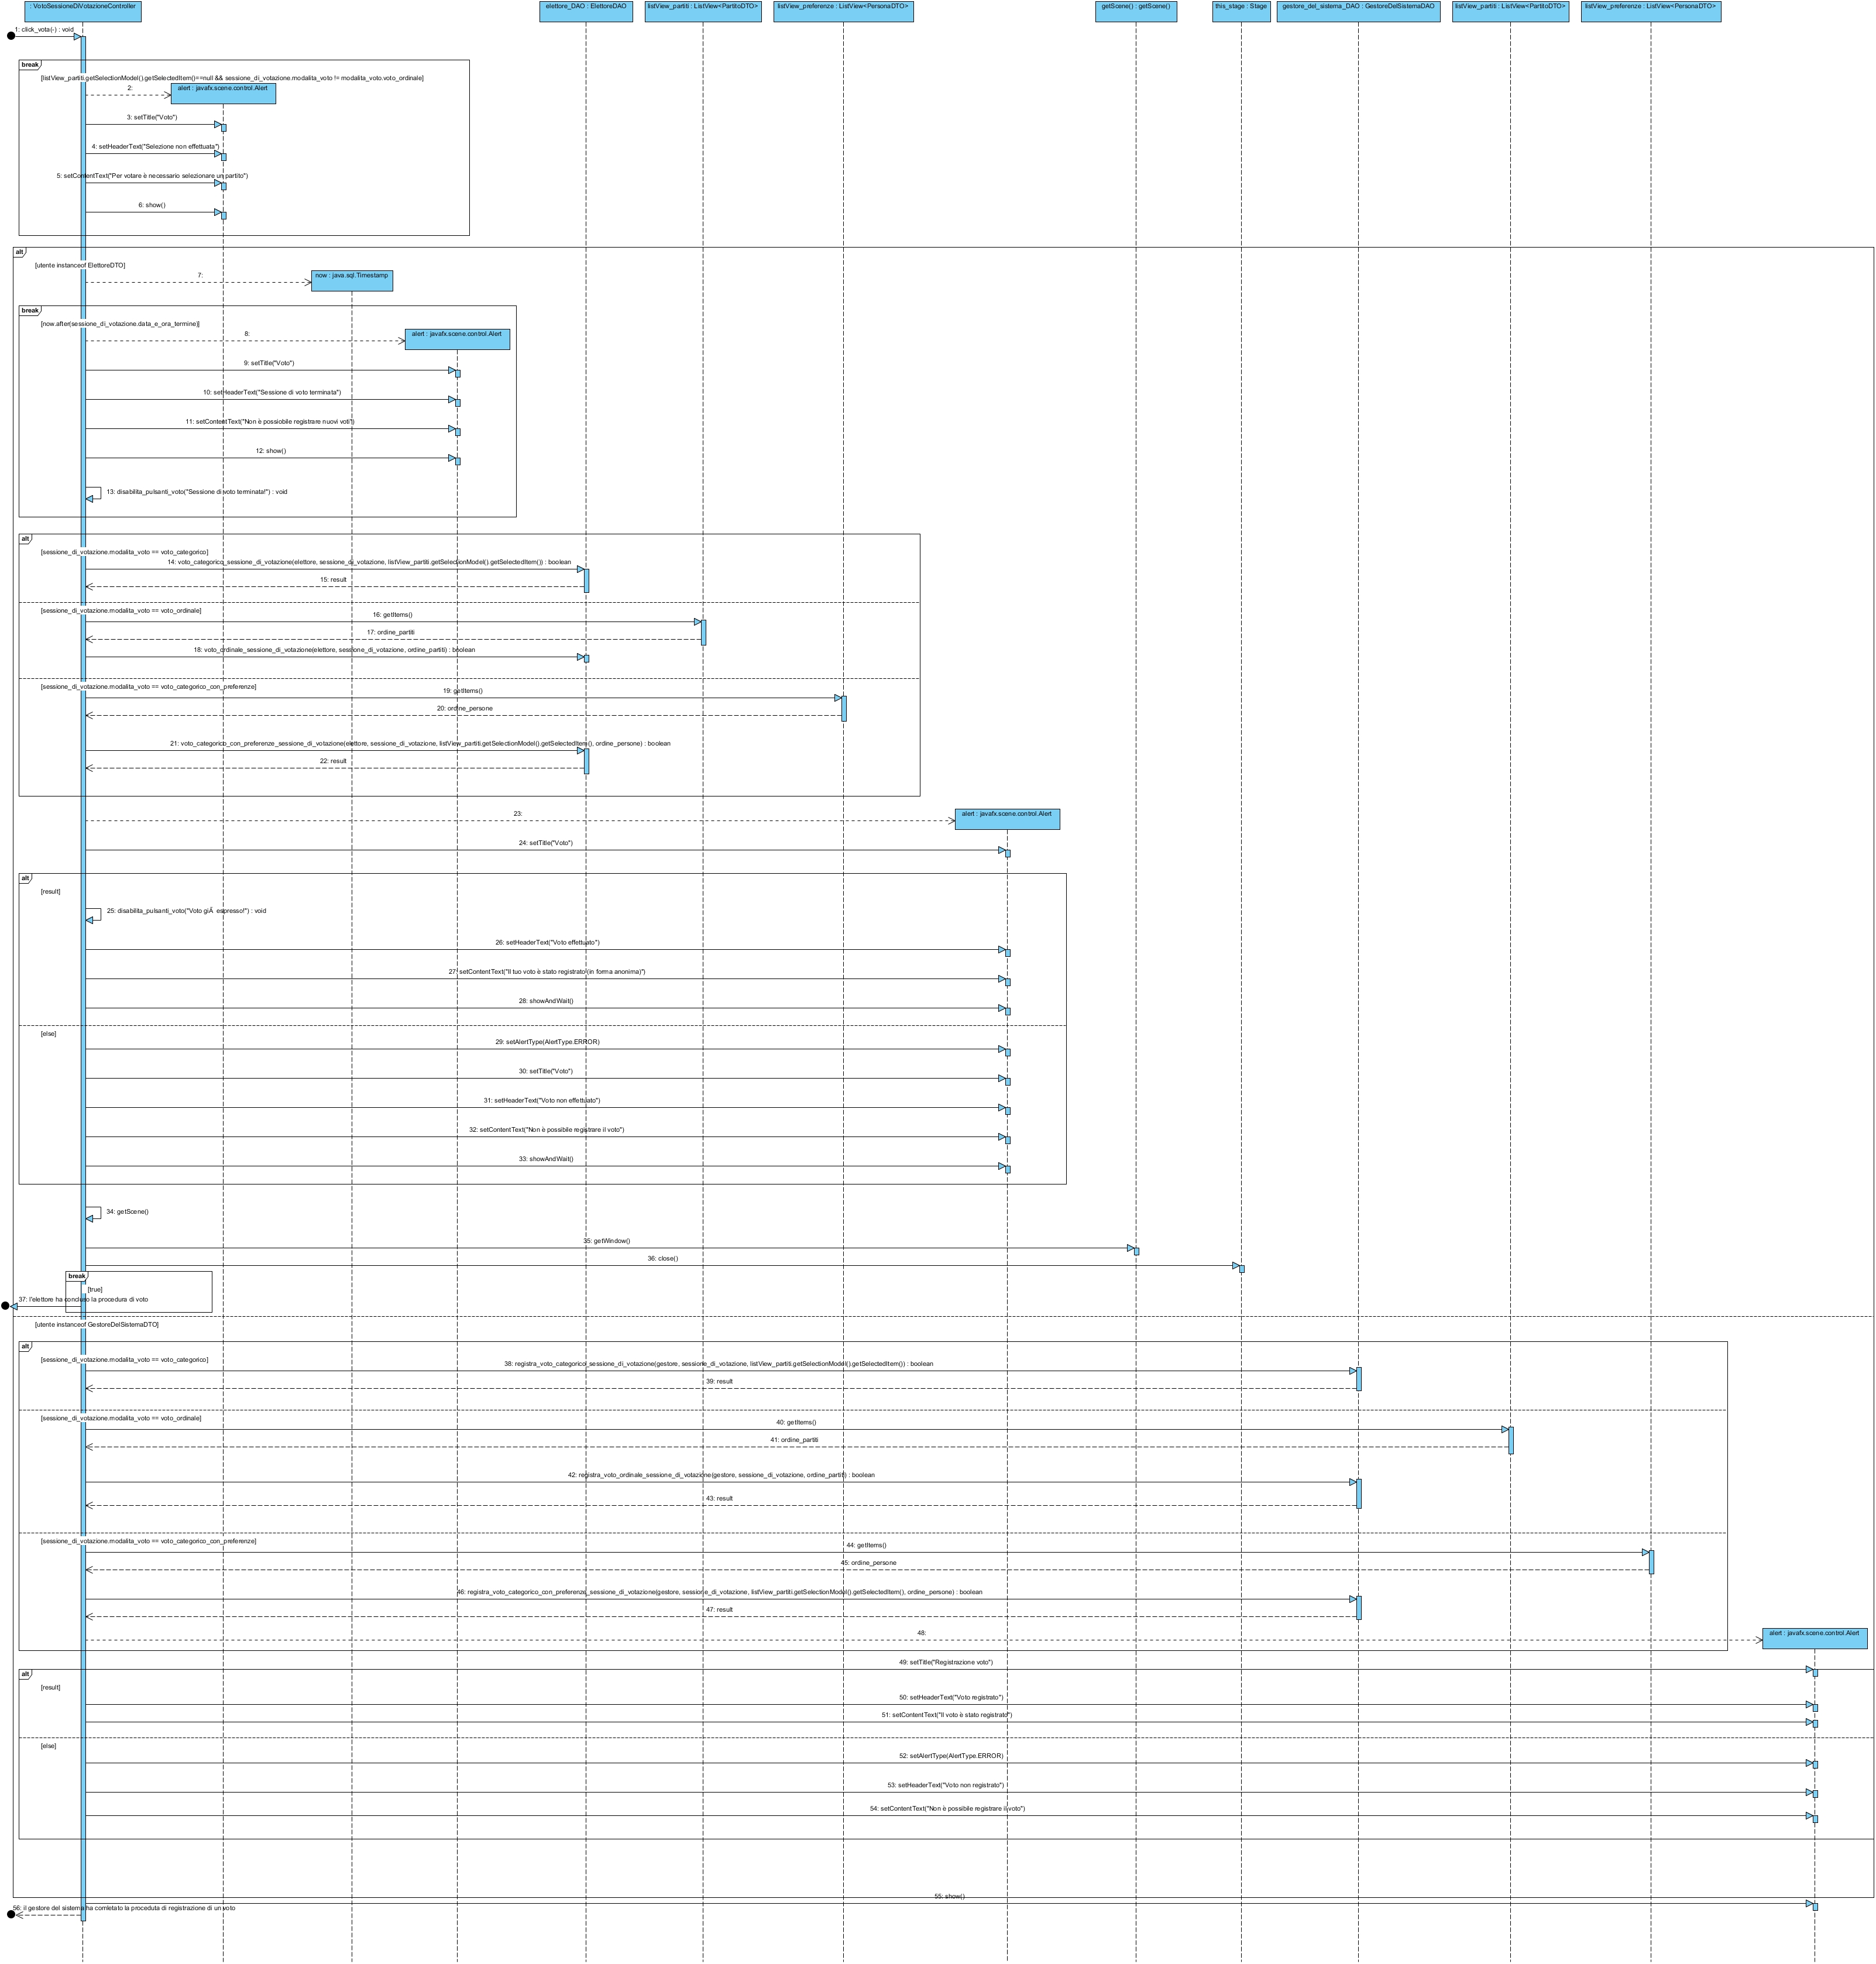 : VotoSessioneDiVotazioneController
elettore_DAO : ElettoreDAO
listView_partiti : ListView<PartitoDTO>
listView_preferenze : ListView<PersonaDTO>
getScene() : getScene()
this_stage : Stage
gestore_del_sistema_DAO : GestoreDelSistemaDAO
listView_partiti : ListView<PartitoDTO>
listView_preferenze : ListView<PersonaDTO>
1: click_vota(-) : void
break
[listView_partiti.getSelectionModel().getSelectedItem()==null && sessione_di_votazione.modalita_voto != modalita_voto.voto_ordinale]
2:
alert : javafx.scene.control.Alert
3: setTitle("Voto")
4: setHeaderText("Selezione non effettuata")
5: setContentText("Per votare è necessario selezionare un partito")
6: show()
alt
[utente instanceof ElettoreDTO]
7:
now : java.sql.Timestamp
break
[now.after(sessione_di_votazione.data_e_ora_termine)]
8:
alert : javafx.scene.control.Alert
9: setTitle("Voto")
10: setHeaderText("Sessione di voto terminata")
11: setContentText("Non è possiobile registrare nuovi voti")
12: show()
13: disabilita_pulsanti_voto("Sessione di voto terminata!") : void
alt
[sessione_di_votazione.modalita_voto == voto_categorico]
14: voto_categorico_sessione_di_votazione(elettore, sessione_di_votazione, listView_partiti.getSelectionModel().getSelectedItem()) : boolean
15: result
[sessione_di_votazione.modalita_voto == voto_ordinale]
16: getItems()
17: ordine_partiti
18: voto_ordinale_sessione_di_votazione(elettore, sessione_di_votazione, ordine_partiti) : boolean
[sessione_di_votazione.modalita_voto == voto_categorico_con_preferenze]
19: getItems()
20: ordine_persone
21: voto_categorico_con_preferenze_sessione_di_votazione(elettore, sessione_di_votazione, listView_partiti.getSelectionModel().getSelectedItem(), ordine_persone) : boolean
22: result
23:
alert : javafx.scene.control.Alert
24: setTitle("Voto")
alt
[result]
25: disabilita_pulsanti_voto("Voto giÃ espresso!") : void
26: setHeaderText("Voto effettuato")
27: setContentText("Il tuo voto è stato registrato (in forma anonima)")
28: showAndWait()
[else]
29: setAlertType(AlertType.ERROR)
30: setTitle("Voto")
31: setHeaderText("Voto non effettuato")
32: setContentText("Non è possibile registrare il voto")
33: showAndWait()
34: getScene()
35: getWindow()
36: close()
break
[true]
37: l'elettore ha concluso la procedura di voto
[utente instanceof GestoreDelSistemaDTO]
alt
[sessione_di_votazione.modalita_voto == voto_categorico]
38: registra_voto_categorico_sessione_di_votazione(gestore, sessione_di_votazione, listView_partiti.getSelectionModel().getSelectedItem()) : boolean
39: result
[sessione_di_votazione.modalita_voto == voto_ordinale]
40: getItems()
41: ordine_partiti
42: registra_voto_ordinale_sessione_di_votazione(gestore, sessione_di_votazione, ordine_partiti) : boolean
43: result
[sessione_di_votazione.modalita_voto == voto_categorico_con_preferenze]
44: getItems()
45: ordine_persone
46: registra_voto_categorico_con_preferenze_sessione_di_votazione(gestore, sessione_di_votazione, listView_partiti.getSelectionModel().getSelectedItem(), ordine_persone) : boolean
47: result
48:
alert : javafx.scene.control.Alert
49: setTitle("Registrazione voto")
alt
[result]
50: setHeaderText("Voto registrato")
51: setContentText("Il voto è stato registrato")
[else]
52: setAlertType(AlertType.ERROR)
53: setHeaderText("Voto non registrato")
54: setContentText("Non è possibile registrare il voto")
55: show()
56: il gestore del sistema ha comletato la proceduta di registrazione di un voto